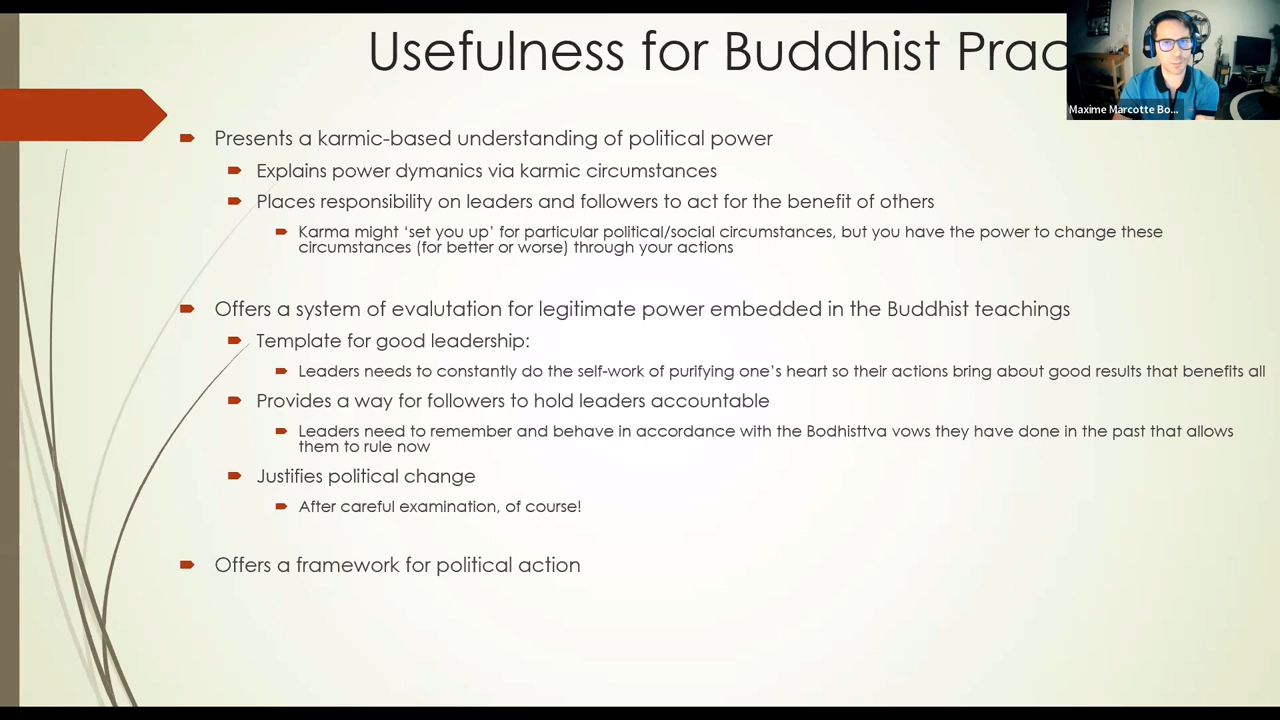 Usefulness for Buddhist Prac
Maxime Marcotte Bo...
Presents a karmic-based understanding of political power
Explains power dymanics via karmic circumstances
Places responsibility on leaders and followers to act for the benefit of others
Karma might ‘set you up’ for particular political/social circumstances, but you have the power to change these
circumstances (for better or worse) through your actions
Offers a system of evalutation for legitimate power embedded in the Buddhist teachings
Template for good leadership:
Leaders needs to constantly do the self-work of purifying one’s heart so their actions bring about good results that benefits all
Provides a way for followers to hold leaders accountable
Leaders need to remember and behave in accordance with the Bodhisttva vows they have done in the past that allows
them to rule now
Justifies political change
After careful examination, of course!
Offers a framework for political action